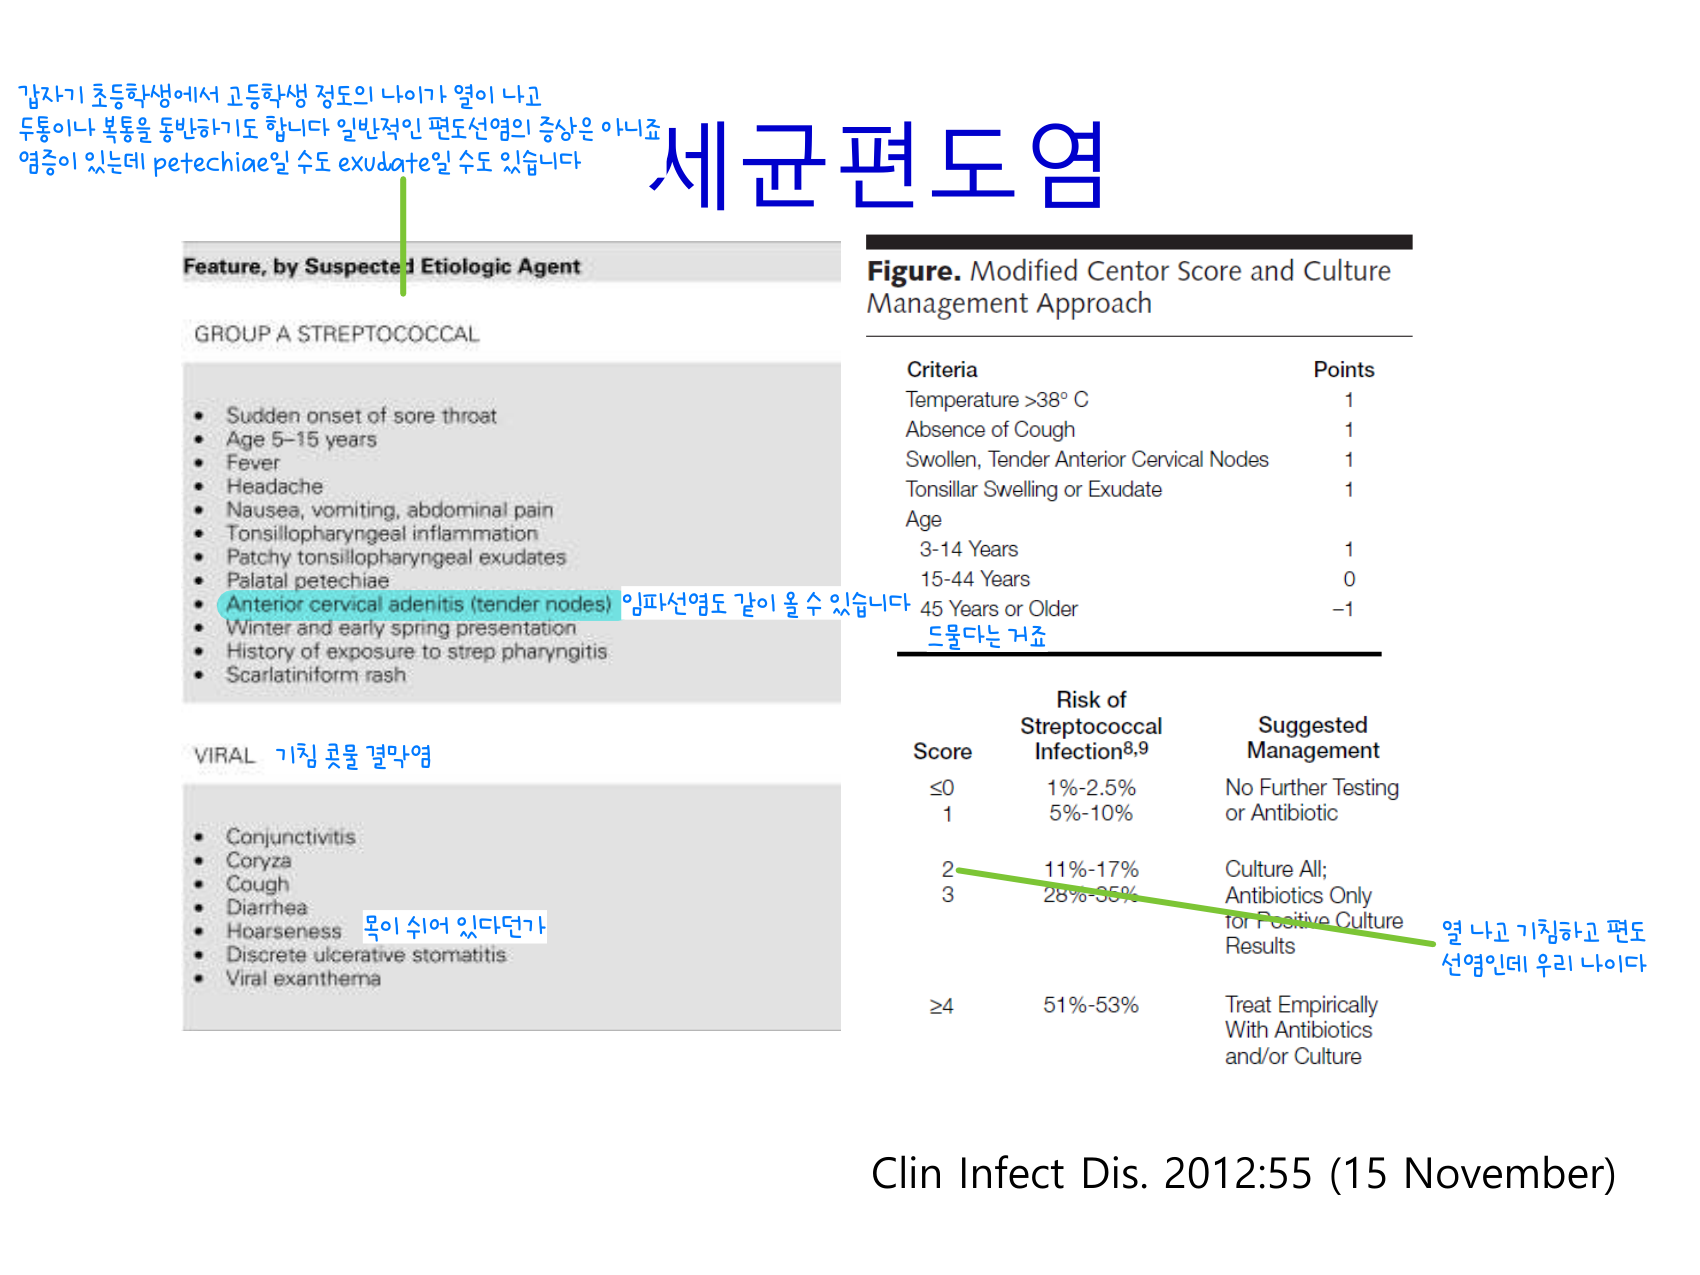 갑자기 초등학생에서 고등학생 정도의 나이가 열이 나고
두통이나 복통을 동반하기도 합니다 일반적인 편도선염의 증상은 아니죠
염증이 있는데 petechiae일 수도 exudate일 수도 있습니다
세균편도염
Feature, by Suspected Etiologic Agent
GROUP A STREPTOCOCCAL
• Sudden onset of sore throat
• Age 5–15 years
• Fever
• Headache
• Nausea, vomiting, abdominal pain
• Tonsillopharyngeal inflammation
• Patchy tonsillopharyngeal exudates
• Palatal petechiae
• Anterior cervical adenitis (tender nodes) 임파선염도 같이 올 수 있습니다
• Winter and early spring presentation
• History of exposure to strep pharyngitis
• Scarlatiniform rash
VIRAL 기침 콧물 결막염
• Conjunctivitis
• Coryza
• Cough
• Diarrhea
• Hoarseness 목이 쉬어 있다던가
• Discrete ulcerative stomatitis
• Viral exanthema
Figure. Modified Centor Score and Culture
Management Approach
Criteria Points
Temperature >38° C 1
Absence of Cough 1
Swollen, Tender Anterior Cervical Nodes 1
Tonsillar Swelling or Exudate 1
Age
3-14 Years 1
15-44 Years 0
45 Years or Older –1
드물다는 거죠
Score Risk of Streptococcal Infection8,9 Suggested Management
≤0 1%-2.5% No Further Testing
1 5%-10% or Antibiotic
2 11%-17% Culture All;
3 28%-35% Antibiotics Only
for Positive Culture
Results
열 나고 기침하고 편도
선염인데 우리 나이다
≥4 51%-53% Treat Empirically
With Antibiotics
and/or Culture
Clin Infect Dis. 2012:55 (15 November)